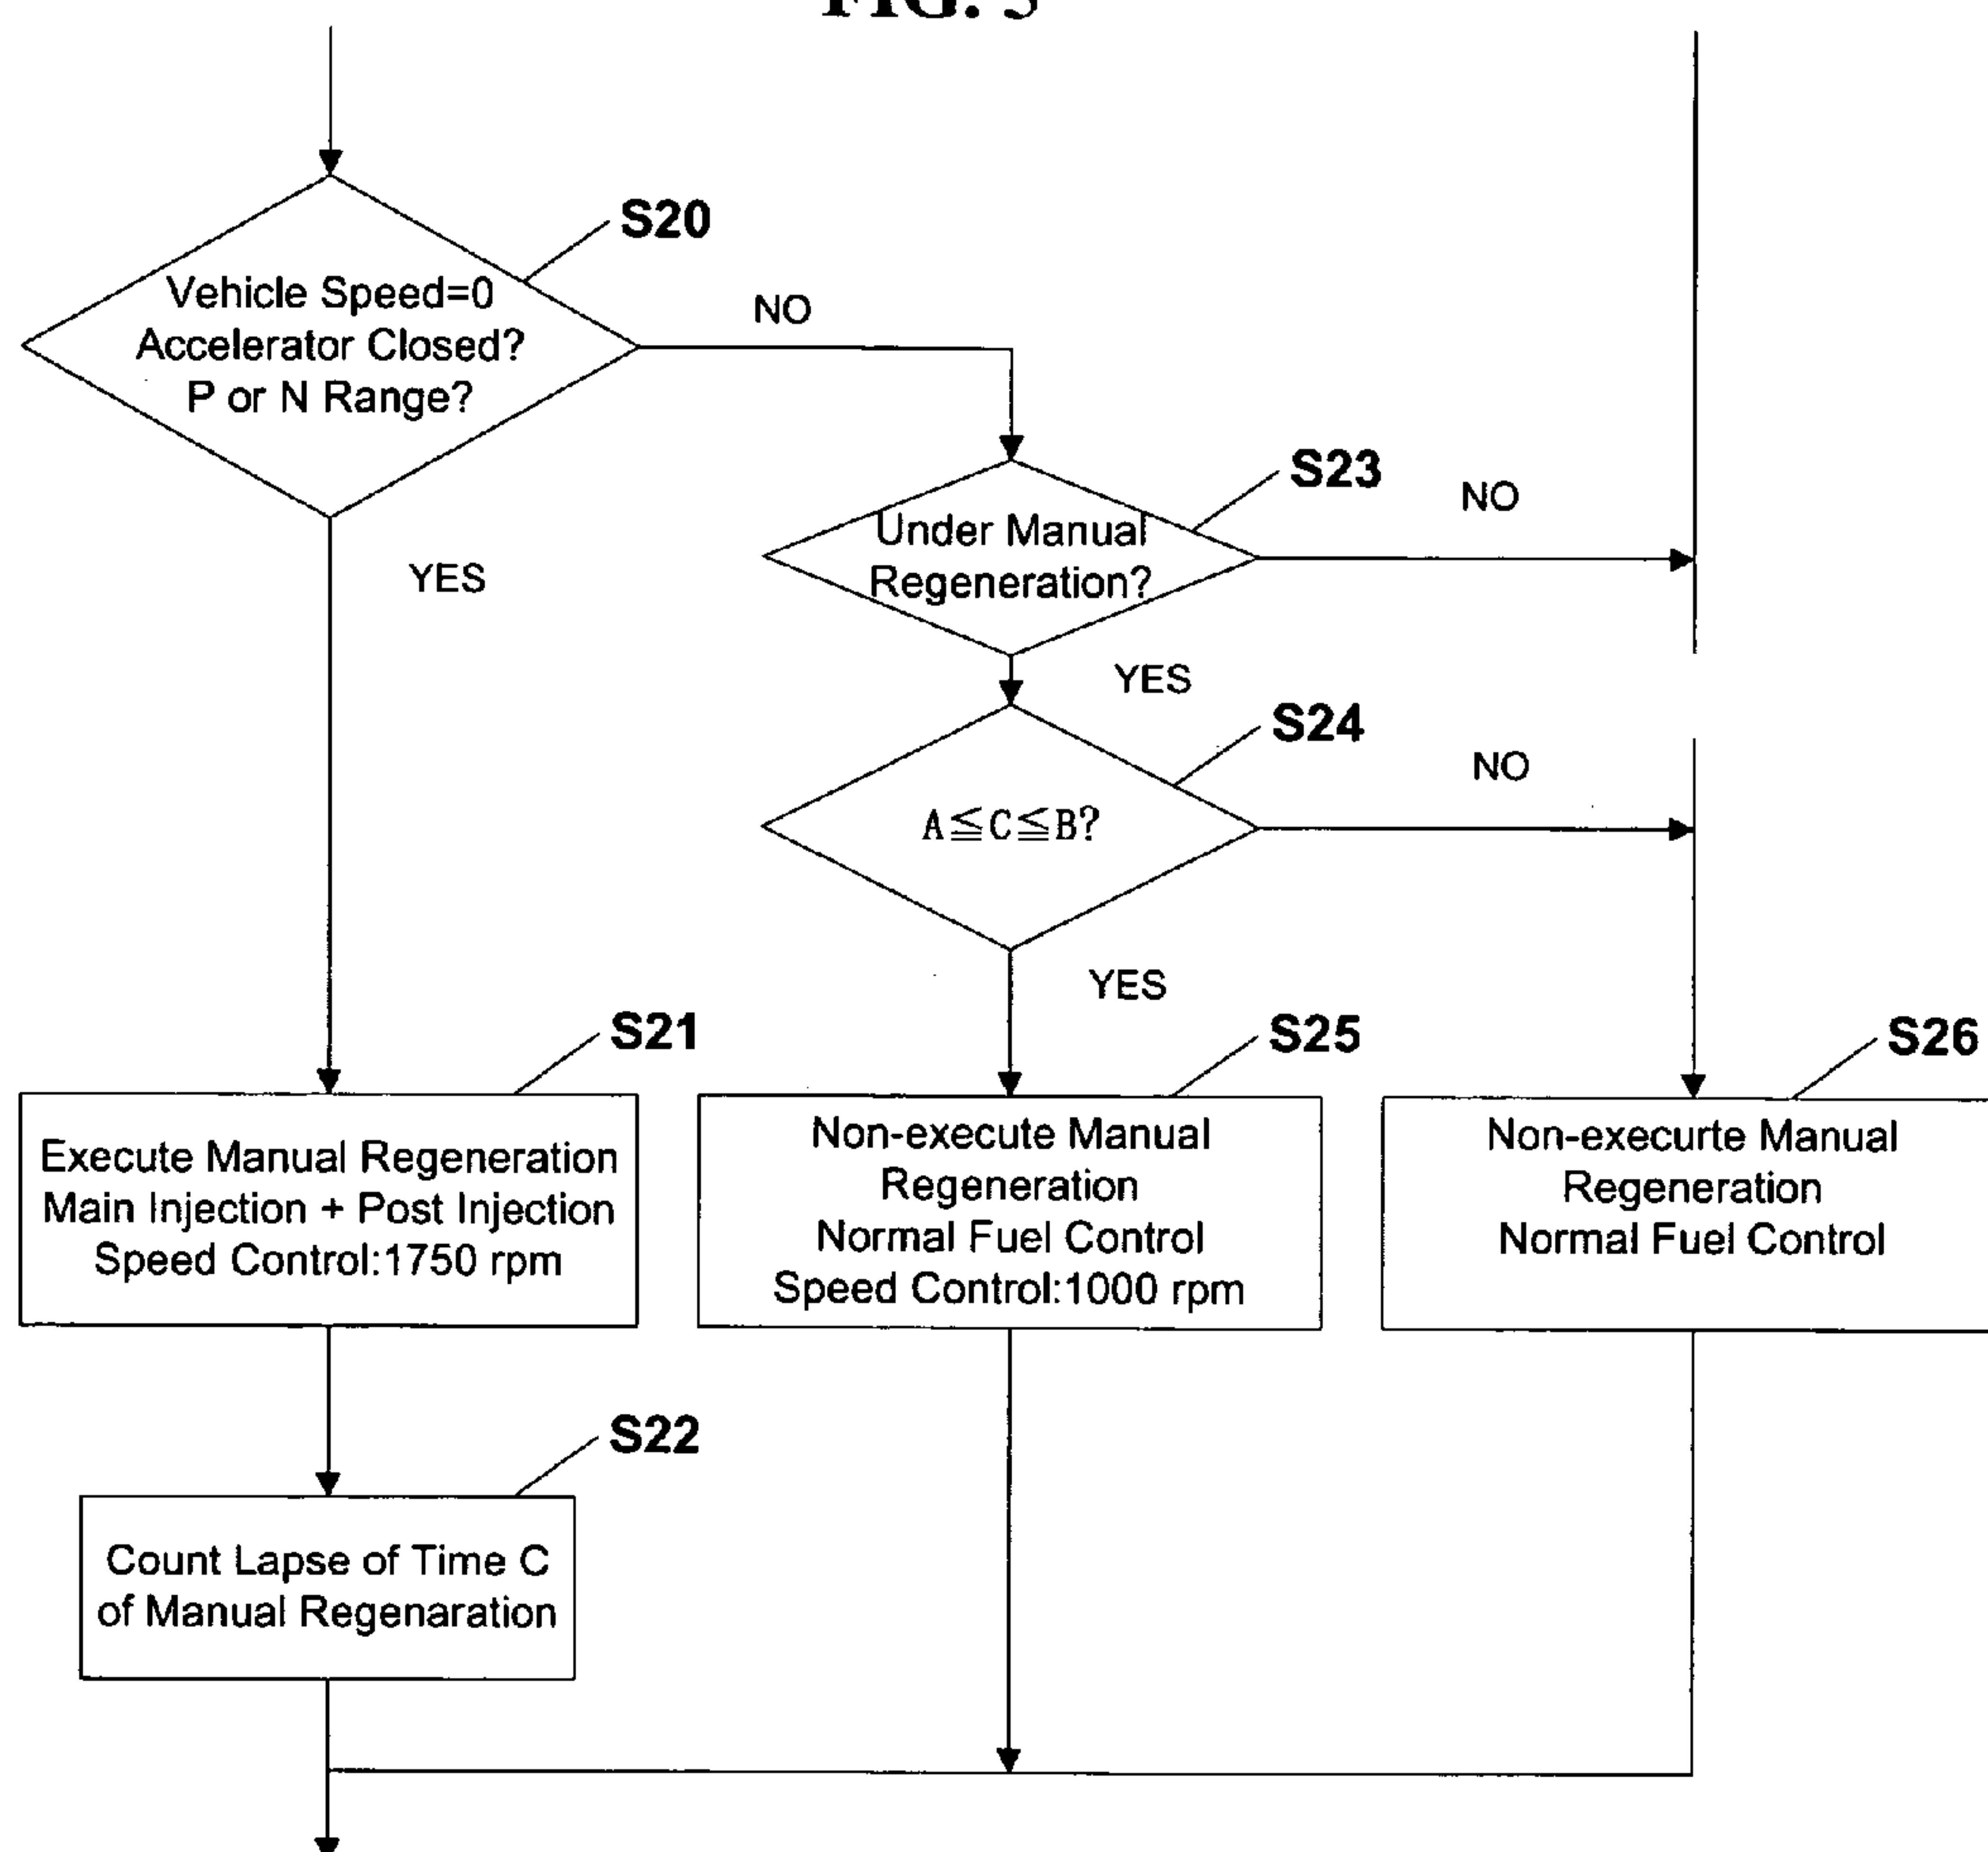 FIG. 5
S20
Vehicle Speed=0
Accelerator Closed?
P or N Range?
NO
YES
S23
Under Manual
Regeneration?
NO
YES
S24
A≦C≦B?
NO
YES
S21
Execute Manual Regeneration
Main Injection + Post Injection
Speed Control:1750 rpm
S25
Non-execute Manual
Regeneration
Normal Fuel Control
Speed Control:1000 rpm
S26
Non-execurte Manual
Regeneration
Normal Fuel Control
S22
Count Lapse of Time C
of Manual Regenaration